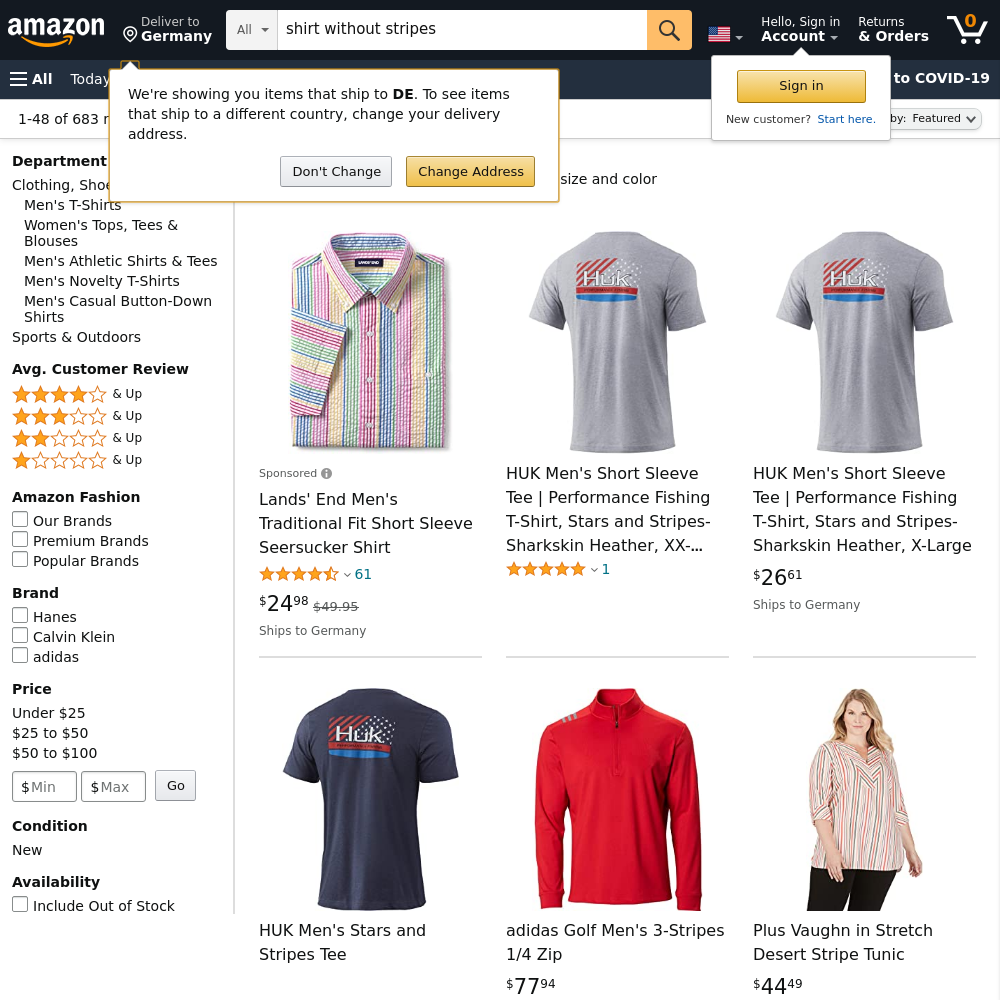 amazon
Deliver to
Germany
All
shirt without stripes
Hello, Sign in
Account
Returns
& Orders
0
All
Today
to COVID-19
We're showing you items that ship to DE. To see items
that ship to a different country, change your delivery
address.
Don't Change
Change Address
Sign in
New customer? Start here.
1-48 of 683
by: Featured
size and color
Department
Clothing, Shoe
Men's T-Shirts
Women's Tops, Tees &
Blouses
Men's Athletic Shirts & Tees
Men's Novelty T-Shirts
Men's Casual Button-Down
Shirts
Sports & Outdoors
Avg. Customer Review
& Up
& Up
& Up
& Up
Amazon Fashion
Our Brands
Premium Brands
Popular Brands
Brand
Hanes
Calvin Klein
adidas
Price
Under $25
$25 to $50
$50 to $100
$ Min
$ Max
Go
Condition
New
Availability
Include Out of Stock
LANDS' END
Sponsored
Lands' End Men's
Traditional Fit Short Sleeve
Seersucker Shirt
61
$2498 $49.95
Ships to Germany
Huk
HUK Men's Short Sleeve
Tee | Performance Fishing
T-Shirt, Stars and Stripes-
Sharkskin Heather, XX-...
1
Huk
HUK Men's Short Sleeve
Tee | Performance Fishing
T-Shirt, Stars and Stripes-
Sharkskin Heather, X-Large
$2661
Ships to Germany
Huk
HUK Men's Stars and
Stripes Tee
adidas Golf Men's 3-Stripes
1/4 Zip
$7794
Plus Vaughn in Stretch
Desert Stripe Tunic
$4449